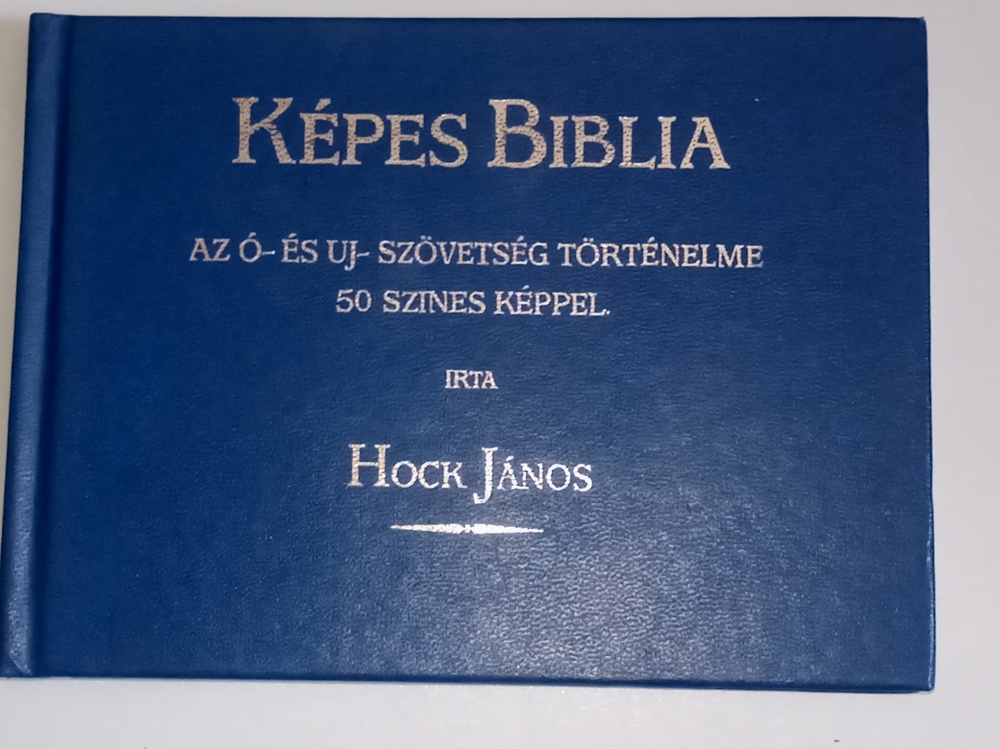 KÉPES BIBLIA
AZ Ó- ÉS UJ- SZÖVETSÉG TÖRTÉNELME
50 SZINES KÉPPEL.
IRTA
HOCK JÁNOS